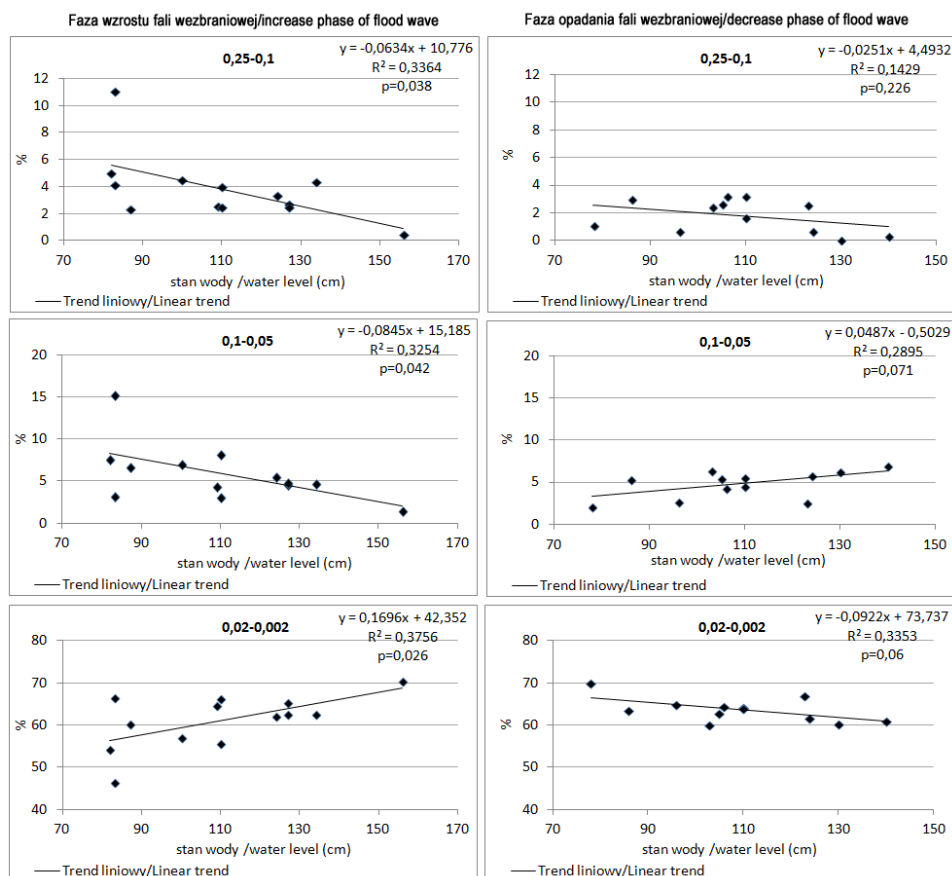 Faza wzrostu fali wezbraniowej/increase phase of flood wave
Faza opadania fali wezbraniowej/decrease phase of flood wave
0,25-0,1
y = -0,0634x + 10,776
R² = 0,3364
p=0,038
12
10
8
6
4
2
0
%
70
90
110
130
150
170
stan wody /water level (cm)
Trend liniowy/Linear trend
0,25-0,1
y = -0,0251x + 4,4932
R² = 0,1429
p=0,226
12
10
8
6
4
2
0
%
70
90
110
130
150
stan wody /water level (cm)
Trend liniowy/Linear trend
0,1-0,05
y = -0,0845x + 15,185
R² = 0,3254
p=0,042
20
15
10
5
0
%
70
90
110
130
150
170
stan wody /water level (cm)
Trend liniowy/Linear trend
0,1-0,05
y = 0,0487x - 0,5029
R² = 0,2895
p=0,071
20
15
10
5
0
%
70
90
110
130
150
stan wody /water level (cm)
Trend liniowy/Linear trend
0,02-0,002
y = 0,1696x + 42,352
R² = 0,3756
p=0,026
80
70
60
50
40
%
70
90
110
130
150
170
stan wody /water level (cm)
Trend liniowy/Linear trend
0,02-0,002
y = -0,0922x + 73,737
R² = 0,3353
p=0,06
80
70
60
50
40
%
70
90
110
130
150
stan wody /water level (cm)
Trend liniowy/Linear trend